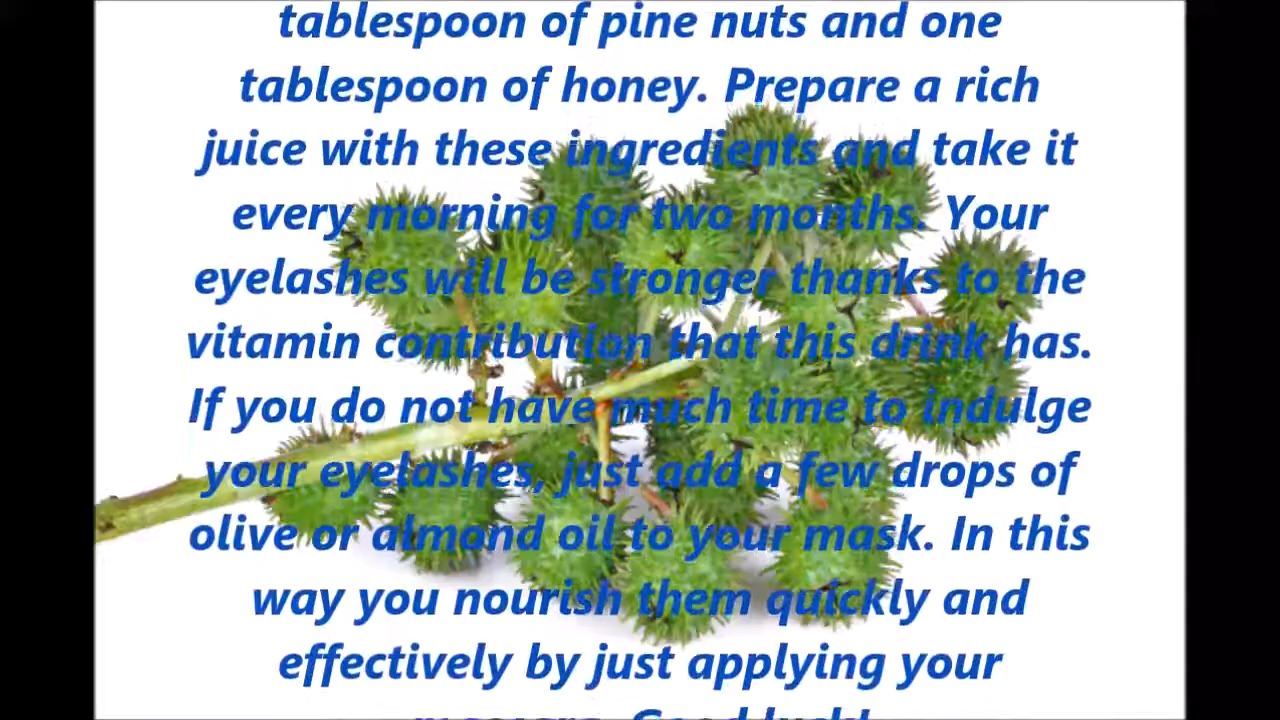 tablespoon of pine nuts and one
tablespoon of honey. Prepare a rich
juice with these ingredients and take it
every morning for two months. Your
eyelashes will be stronger thanks to the
vitamin contribution that this drink has.
If you do not have much time to indulge
your eyelashes, just add a few drops of
olive or almond oil to your mask. In this
way you nourish them quickly and
effectively by just applying your
mascara. Good luck!